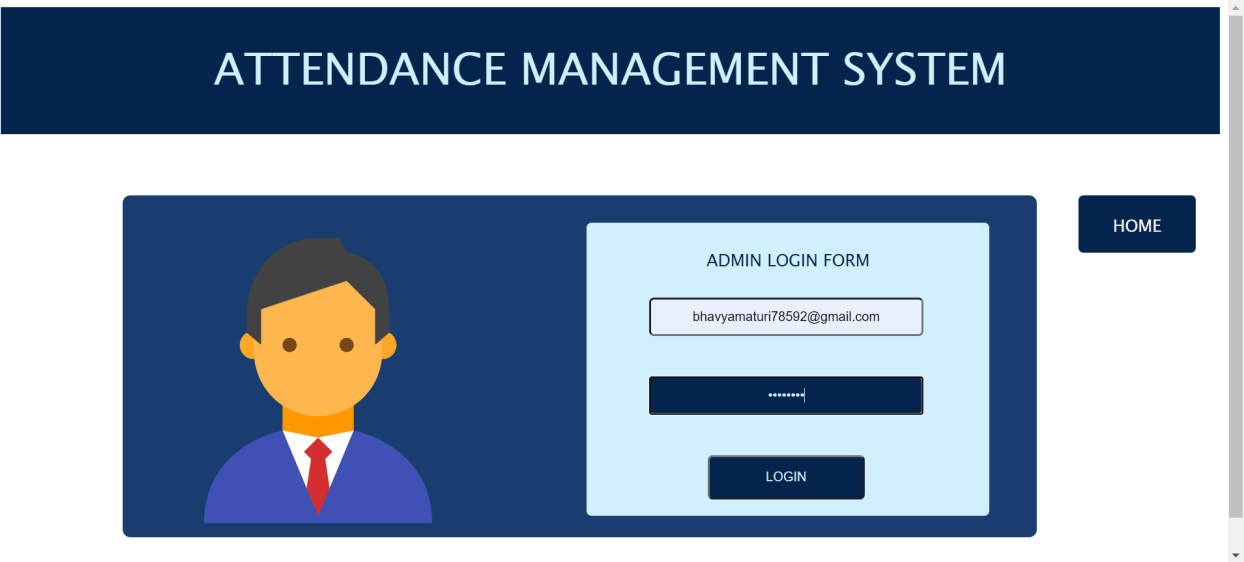 ATTENDANCE MANAGEMENT SYSTEM
HOME
ADMIN LOGIN FORM
bhavyamaturi78592@gmail.com
••••••••
LOGIN